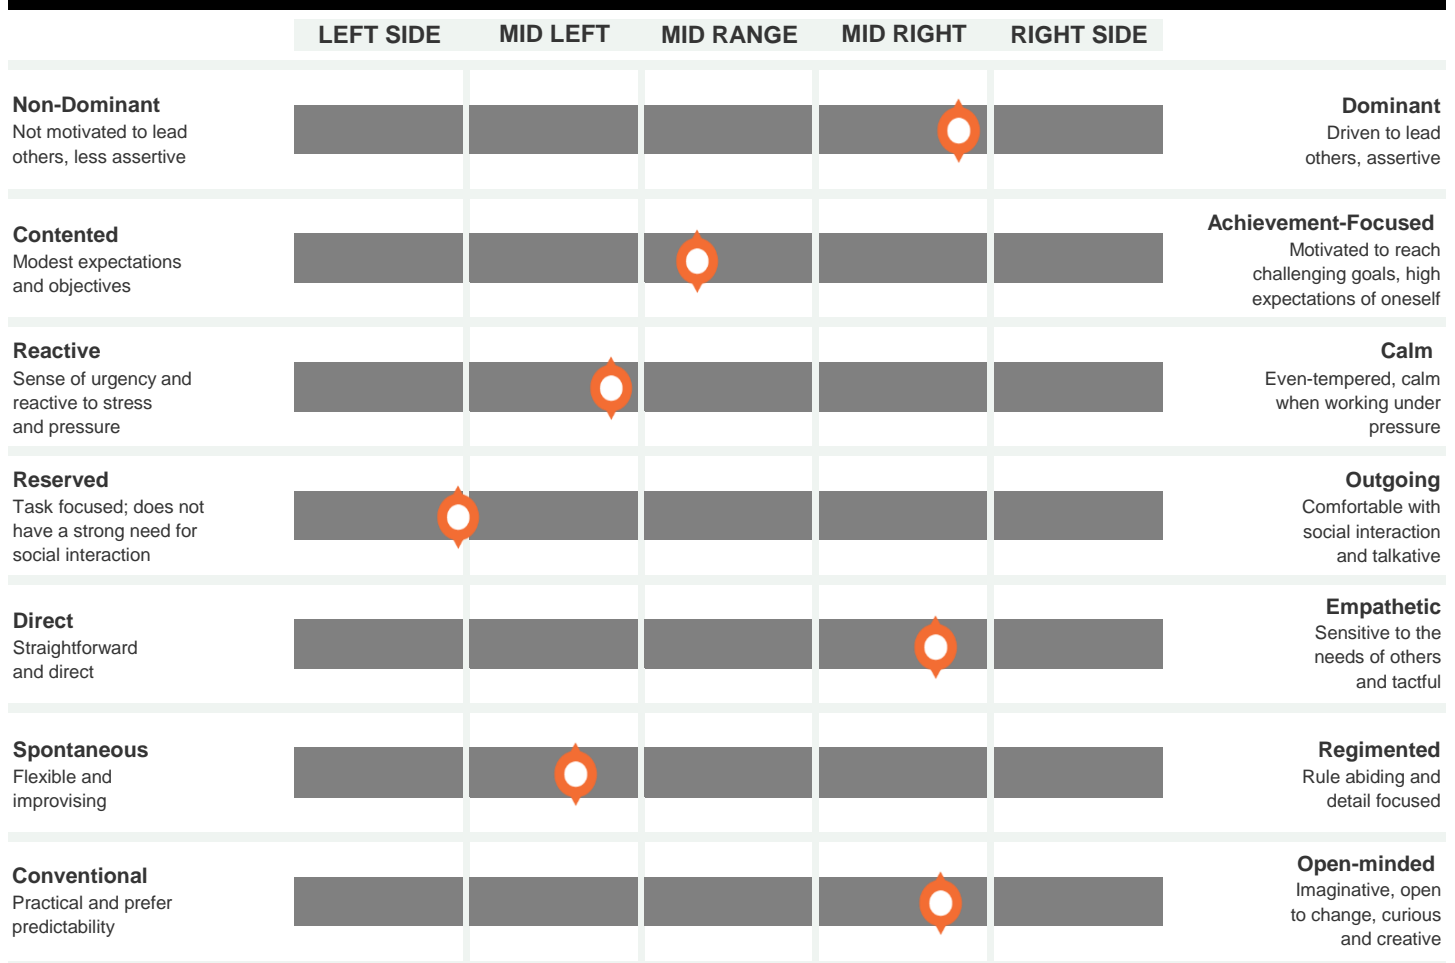 LEFT SIDE MID LEFT MID RANGE MID RIGHT RIGHT SIDE
Non-Dominant
Not motivated to lead
others, less assertive
Dominant
Driven to lead
others, assertive
Contented
Modest expectations
and objectives
Achievement-Focused
Motivated to reach
challenging goals, high
expectations of oneself
Reactive
Sense of urgency and
reactive to stress
and pressure
Calm
Even-tempered, calm
when working under
pressure
Reserved
Task focused; does not
have a strong need for
social interaction
Outgoing
Comfortable with
social interaction
and talkative
Direct
Straightforward
and direct
Empathetic
Sensitive to the
needs of others
and tactful
Spontaneous
Flexible and
improvising
Regimented
Rule abiding and
detail focused
Conventional
Practical and prefer
predictability
Open-minded
Imaginative, open
to change, curious
and creative